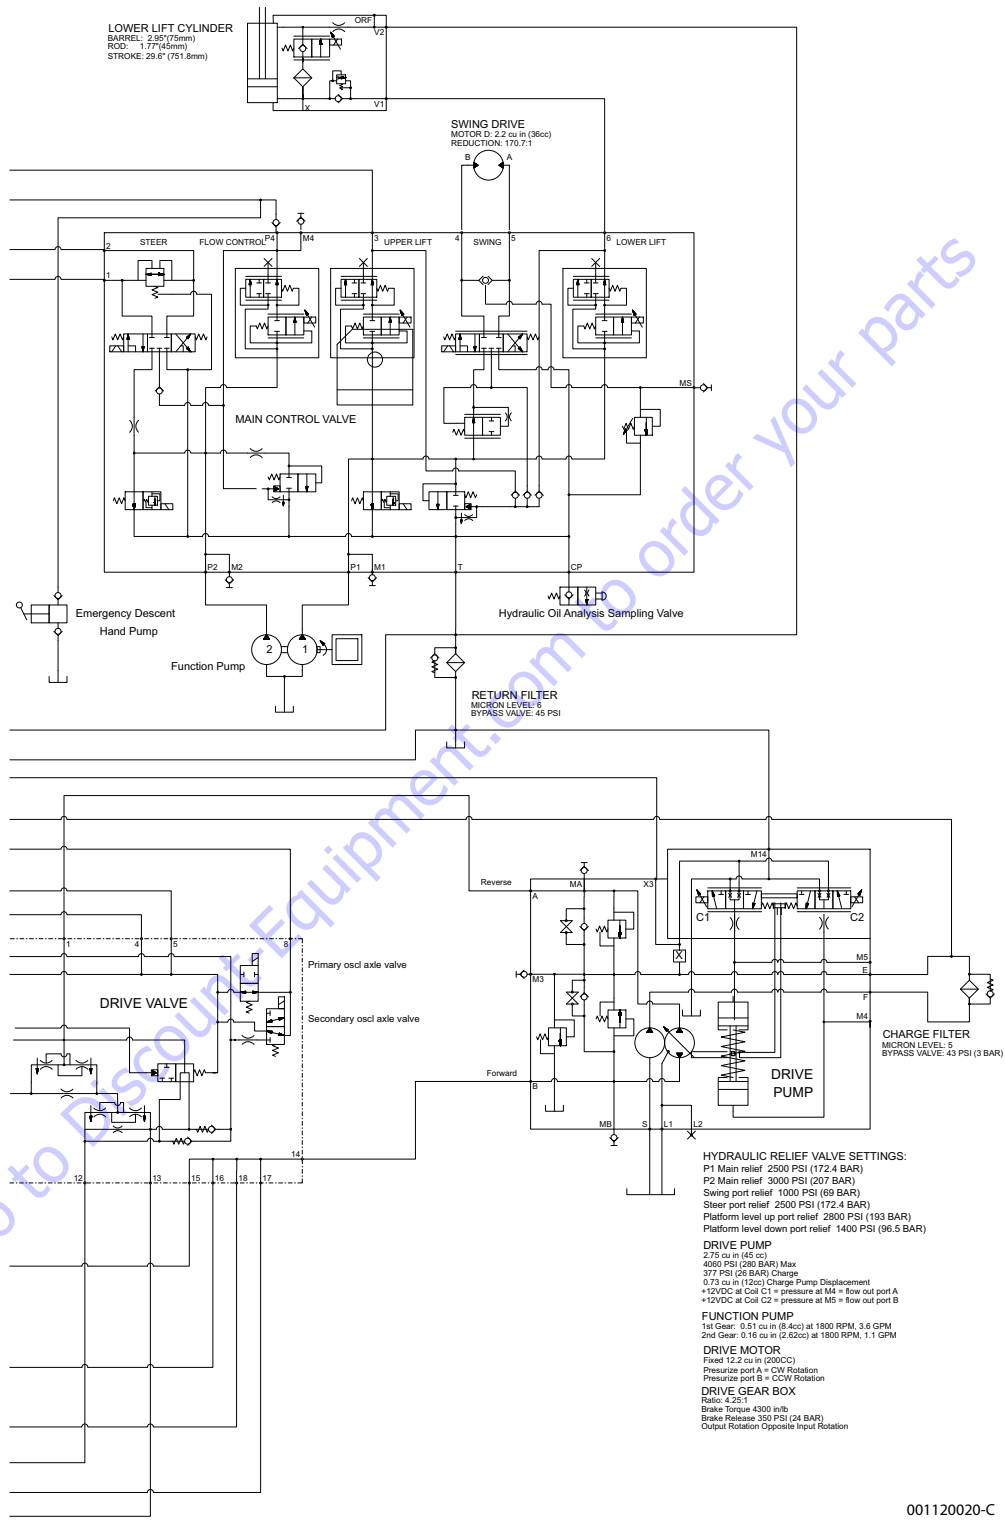 LOWER LIFT CYLINDER
BARREL: 2.95"(75mm)
ROD: 1.77"(45mm)
STROKE: 29.6" (751.8mm)
ORF
V2
X
V1
SWING DRIVE
MOTOR D: 2.2 cu in (36cc)
REDUCTION: 170.7:1
B
A
2
STEER
FLOW CONTROL
P4
M4
3
UPPER LIFT
4
SWING
5
6
LOWER LIFT
1
MS
MAIN CONTROL VALVE
P2
M2
P1
M1
T
CP
Emergency Descent
Hand Pump
Hydraulic Oil Analysis Sampling Valve
2
1
Function Pump
RETURN FILTER
MICRON LEVEL: 6
BYPASS VALVE: 45 PSI
M14
Reverse
A
MA
X3
C1
C2
1
4
5
8
X
M5
E
Primary oscl axle valve
M3
F
DRIVE VALVE
Secondary oscl axle valve
M4
CHARGE FILTER
MICRON LEVEL: 5
BYPASS VALVE: 43 PSI (3 BAR)
DRIVE
PUMP
Forward
B
MB
S
L1
L2
14
12
13
15
16
18
17
HYDRAULIC RELIEF VALVE SETTINGS:
P1 Main relief 2500 PSI (172.4 BAR)
P2 Main relief 3000 PSI (207 BAR)
Swing port relief 1000 PSI (69 BAR)
Steer port relief 2500 PSI (172.4 BAR)
Platform level up port relief 2800 PSI (193 BAR)
Platform level down port relief 1400 PSI (96.5 BAR)
DRIVE PUMP
2.75 cu in (45 cc)
4060 PSI (280 BAR) Max
377 PSI (26 BAR) Charge
0.73 cu in (12cc) Charge Pump Displacement
+12VDC at Coil C1 = pressure at M4 = flow out port A
+12VDC at Coil C2 = pressure at M5 = flow out port B
FUNCTION PUMP
1st Gear: 0.51 cu in (8.4cc) at 1800 RPM, 3.6 GPM
2nd Gear: 0.16 cu in (2.62cc) at 1800 RPM, 1.1 GPM
DRIVE MOTOR
Fixed 12.2 cu in (200CC)
Presurize port A = CW Rotation
Presurize port B = CCW Rotation
DRIVE GEAR BOX
Ratio: 4.25:1
Brake Torque 4300 in/lb
Brake Release 350 PSI (24 BAR)
Output Rotation Opposite Input Rotation
001120020-C
to Discount-Equipment.com to order your parts